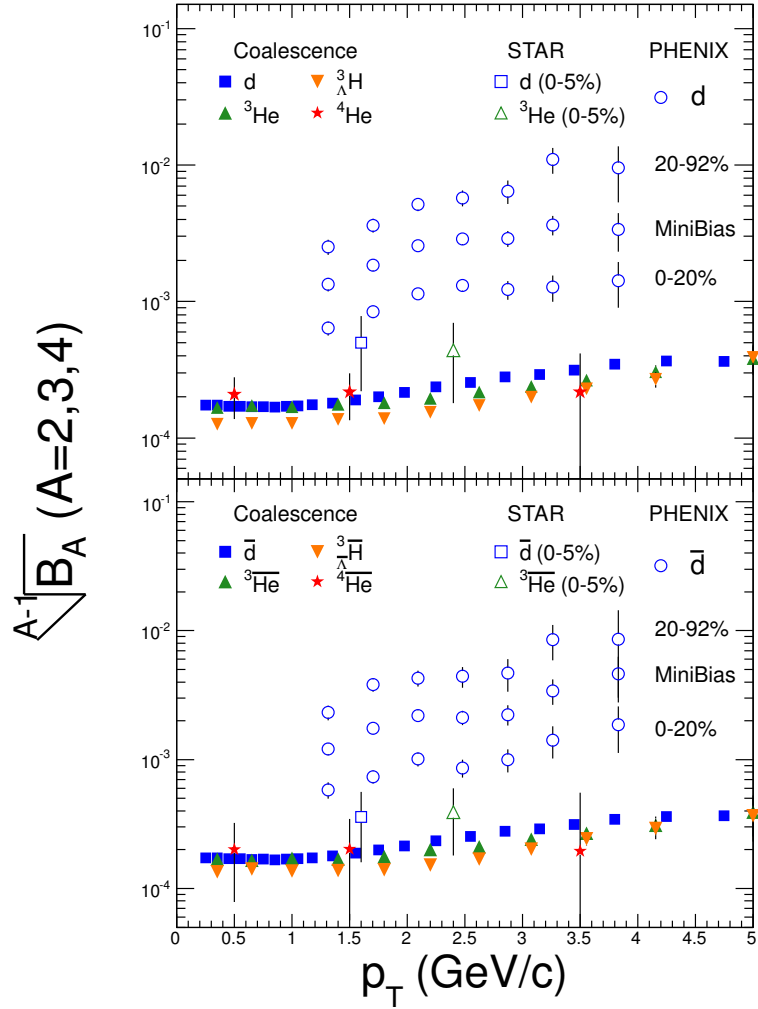 10⁻¹
Coalescence STAR PHENIX
d ³ΛH d (0-5%) d
³He ⁴He ³He (0-5%)
10⁻²
20-92%
MiniBias
0-20%
10⁻³
10⁻⁴
ᴬ⁻¹√B_A (A=2,3,4)
10⁻¹
Coalescence STAR PHENIX
d̅ ³Λ̅H̅ d̅ (0-5%) d̅
³H̅e̅ ⁴H̅e̅ ³H̅e̅ (0-5%)
10⁻²
20-92%
MiniBias
0-20%
10⁻³
10⁻⁴
0 0.5 1 1.5 2 2.5 3 3.5 4 4.5 5
p_T (GeV/c)